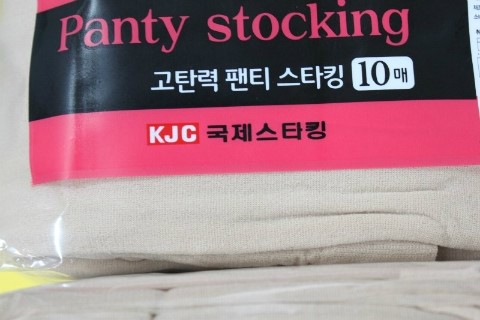 Panty stocking
고탄력 팬티 스타킹 10매
KJC 국제스타킹